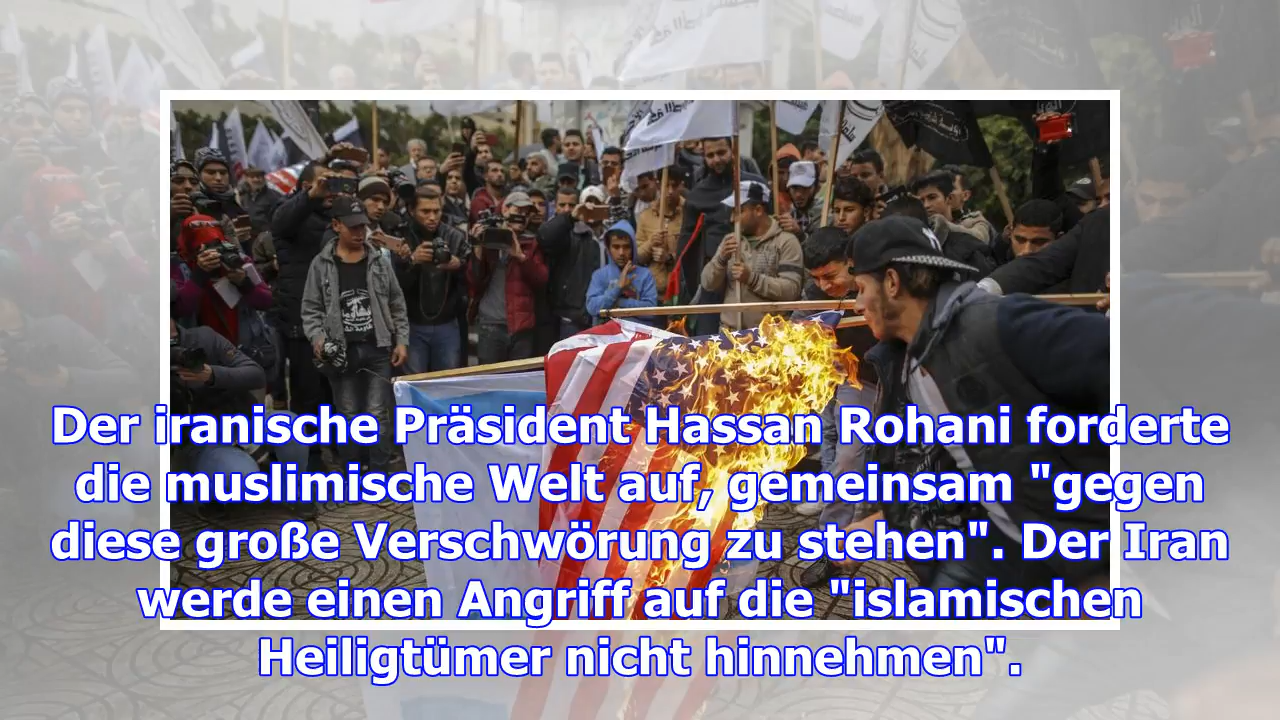 Der iranische Präsident Hassan Rohani forderte
die muslimische Welt auf, gemeinsam "gegen
diese große Verschwörung zu stehen". Der Iran
werde einen Angriff auf die "islamischen
Heiligtümer nicht hinnehmen".